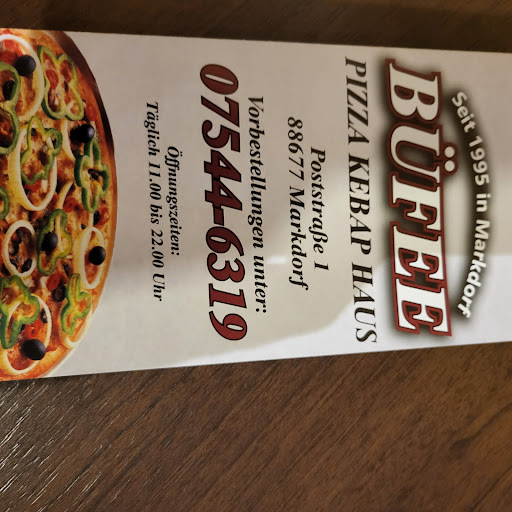 Seit 1995 in Markdorf
BÜFEE
PIZZA KEBAP HAUS
Poststraße 1
88677 Markdorf
Vorbestellungen unter:
07544-6319
Öffnungszeiten:
Täglich 11.00 bis 22.00 Uhr